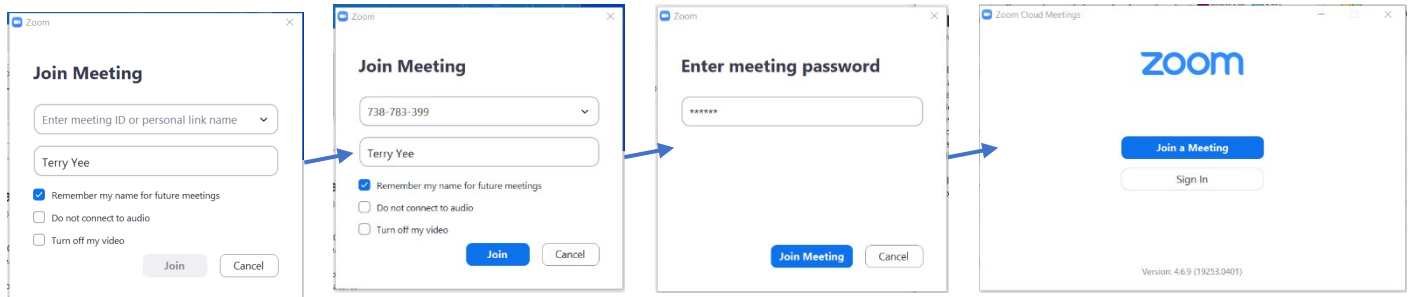 Zoom
Join Meeting
Enter meeting ID or personal link name
Terry Yee
Remember my name for future meetings
Do not connect to audio
Turn off my video
Join
Cancel
Zoom
Join Meeting
738-783-399
Terry Yee
Remember my name for future meetings
Do not connect to audio
Turn off my video
Join
Cancel
Zoom
Enter meeting password
******
Join Meeting
Cancel
Zoom Cloud Meetings
zoom
Join a Meeting
Sign In
Version: 4.6.9 (19253.0401)